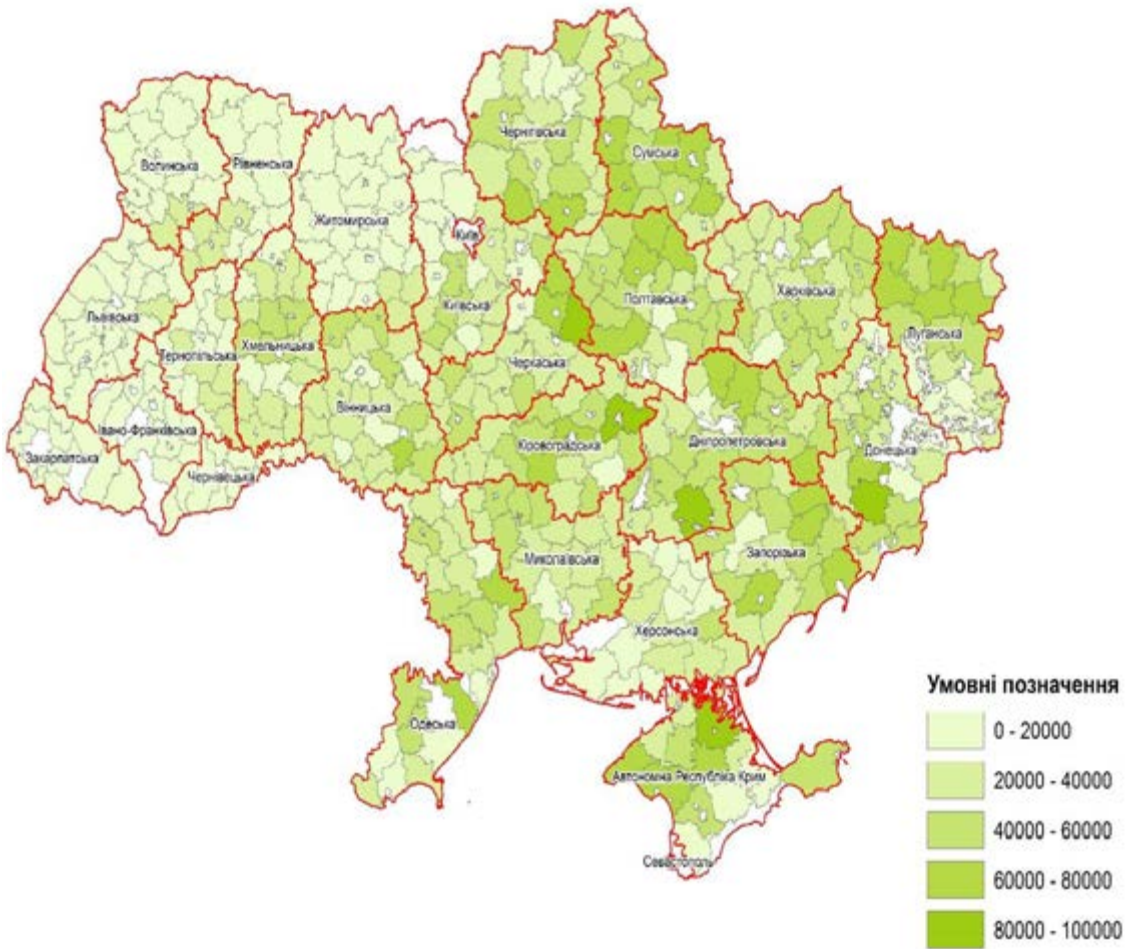 Чернігівська
Сумська
Волинська
Рівненська
Житомирська
Київ
Київська
Полтавська
Харківська
Луганська
Львівська
Тернопільська
Хмельницька
Черкаська
Вінницька
Івано-Франківська
Закарпатська
Чернівецька
Кіровоградська
Дніпропетровська
Донецька
Миколаївська
Запорізька
Херсонська
Одеська
Автономна Республіка Крим
Севастополь
Умовні позначення
0 - 20000
20000 - 40000
40000 - 60000
60000 - 80000
80000 - 100000